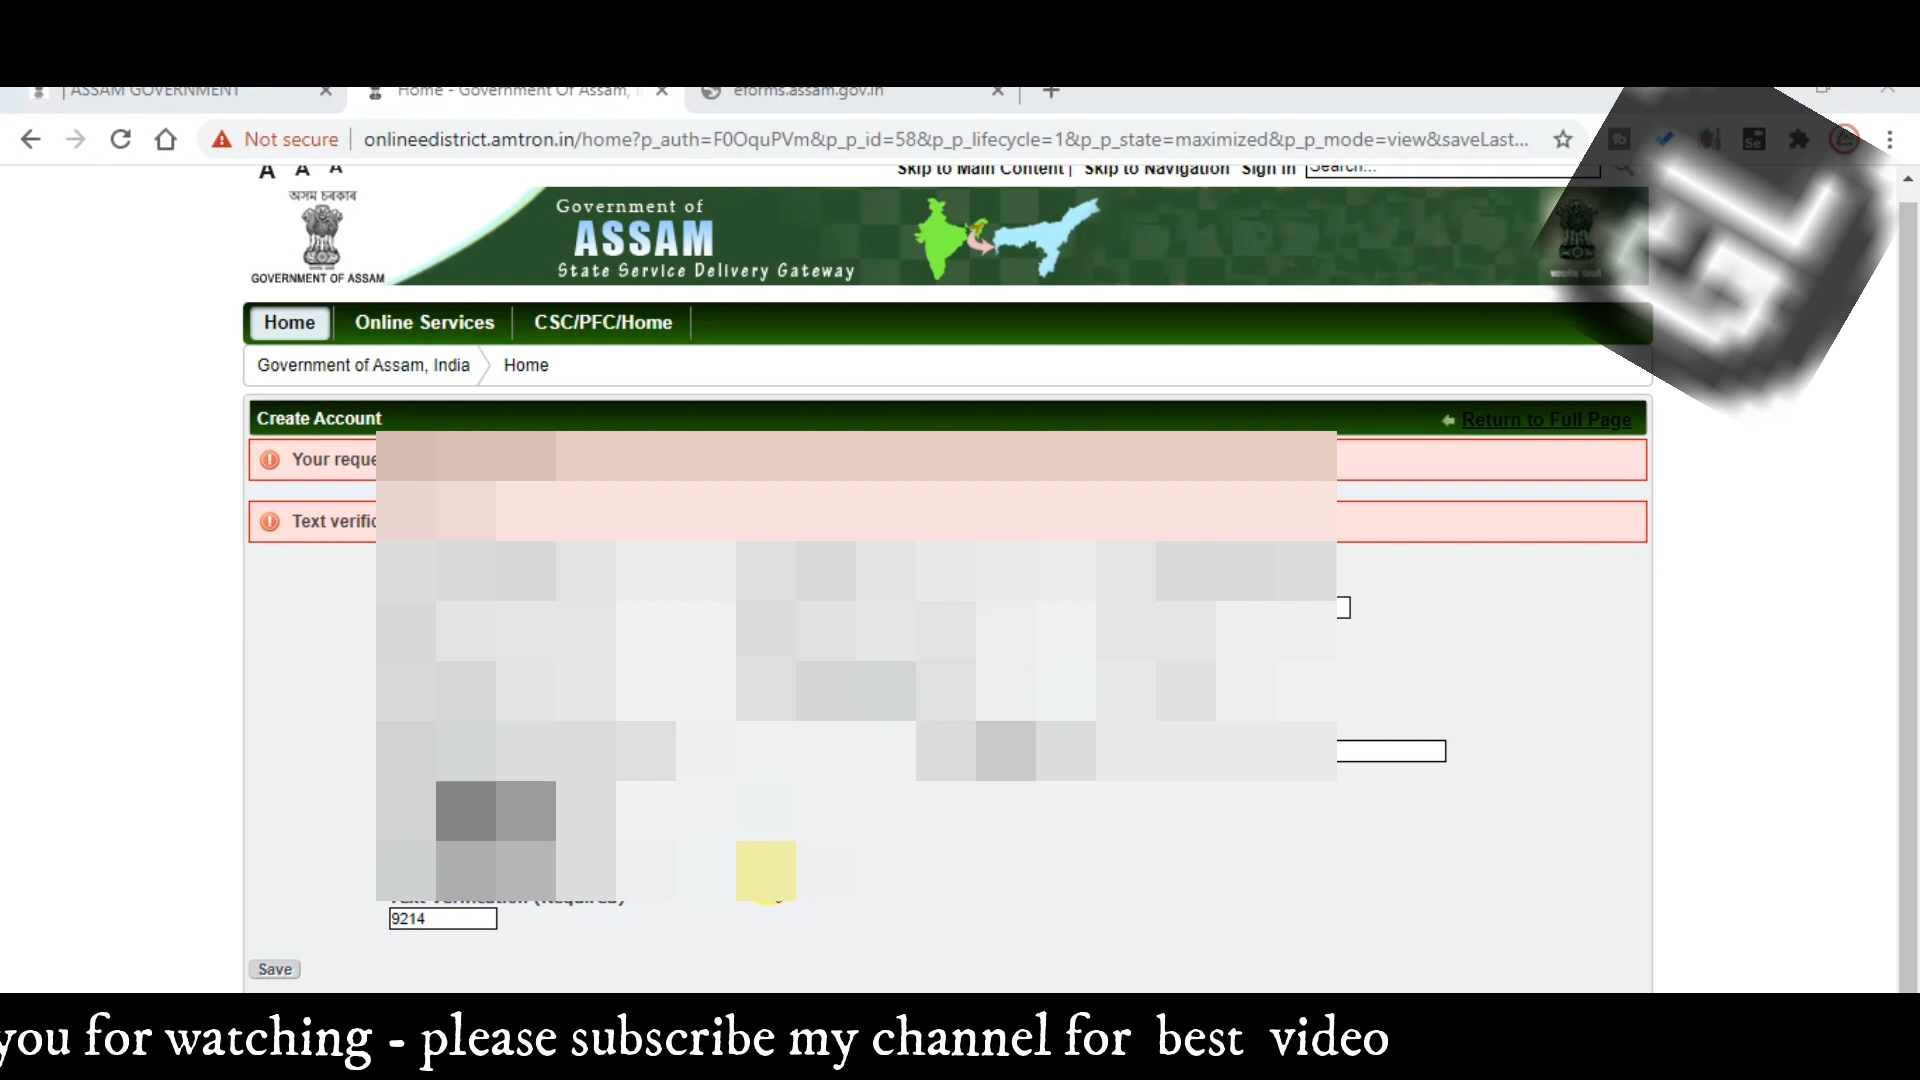 | ASSAM GOVERNMENT
Home - Government Of Assam, I
eforms.assam.gov.in
Not secure
onlineedistrict.amtron.in/home?p_auth=F0OquPVm&p_p_id=58&p_p_lifecycle=1&p_p_state=maximized&p_p_mode=view&saveLast...
A A A
Skip to Main Content | Skip to Navigation Sign In Search...
অসম চৰকাৰ
GOVERNMENT OF ASSAM
Government of
ASSAM
State Service Delivery Gateway
Home
Online Services
CSC/PFC/Home
Government of Assam, India
Home
Create Account
Return to Full Page
Your reque
Text verific
Text Verification (Required)
9214
Save
you for watching - please subscribe my channel for best video